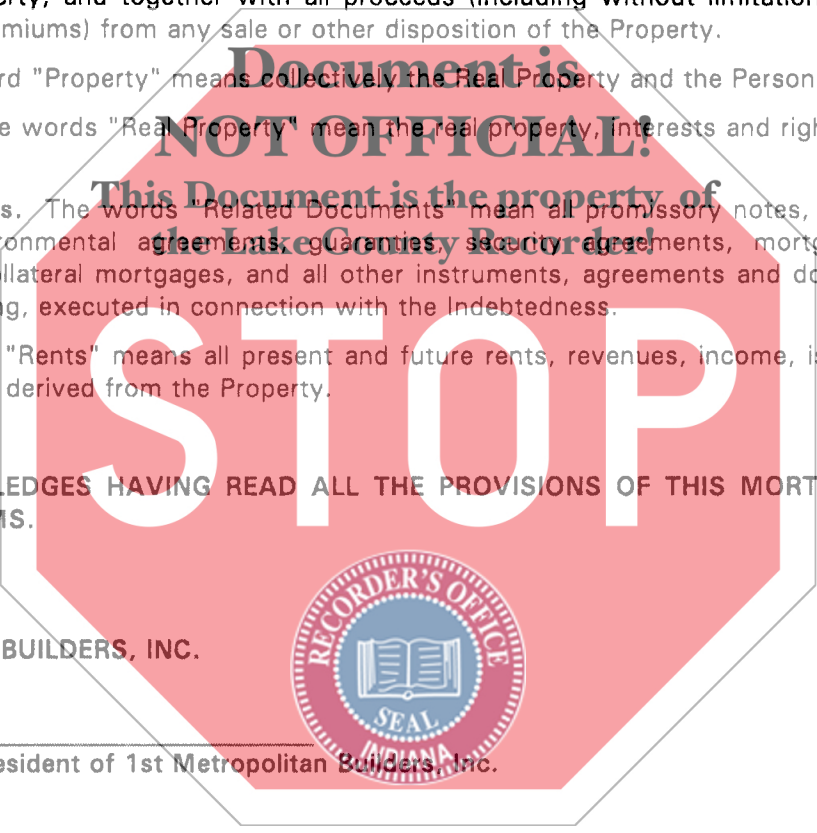 erty, and together with all proceeds (including without limitation
miums) from any sale or other disposition of the Property.
Document is
rd "Property" means collectively the Real Property and the Person
NOT OFFICIAL!
e words "Real Property" mean the real property, interests and righ
This Document is the property of
s. The words "Related Documents" mean all promissory notes,
the Lake County Recorder!
onmental agreements, guaranties, security agreements, mortg
llateral mortgages, and all other instruments, agreements and do
ng, executed in connection with the Indebtedness.
"Rents" means all present and future rents, revenues, income, is
derived from the Property.
STOP
LEDGES HAVING READ ALL THE PROVISIONS OF THIS MORT
MS.
RECORDER'S OFFICE
BUILDERS, INC.
SEAL
INDIANA
esident of 1st Metropolitan Builders, Inc.